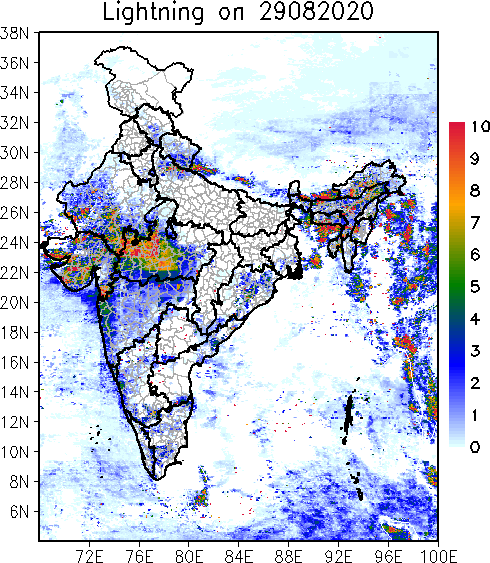 Lightning on 29082020
38N
36N
34N
32N
30N
28N
26N
24N
22N
20N
18N
16N
14N
12N
10N
8N
6N
72E 76E 80E 84E 88E 92E 96E 100E
10
9
8
7
6
5
4
3
2
1
0